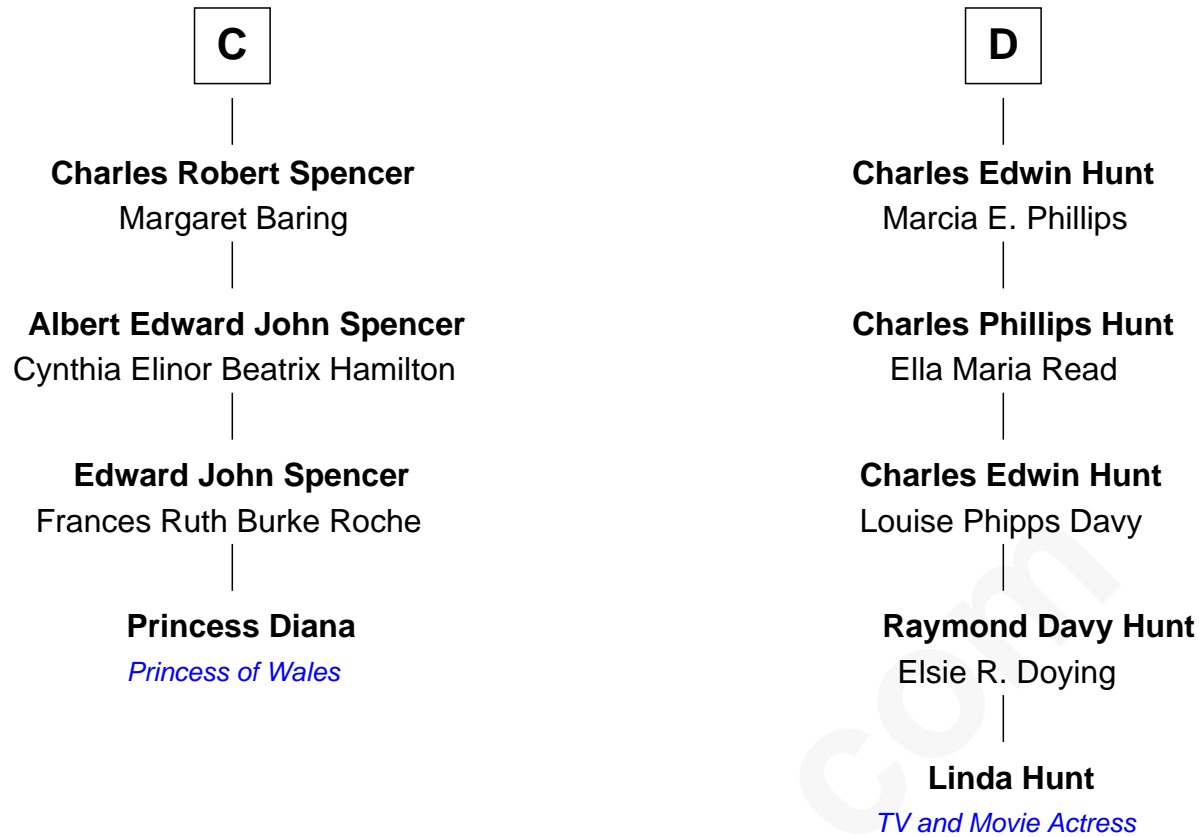 C
Charles Robert Spencer
Margaret Baring
Albert Edward John Spencer
Cynthia Elinor Beatrix Hamilton
Edward John Spencer
Frances Ruth Burke Roche
Princess Diana
Princess of Wales
D
Charles Edwin Hunt
Marcia E. Phillips
Charles Phillips Hunt
Ella Maria Read
Charles Edwin Hunt
Louise Phipps Davy
Raymond Davy Hunt
Elsie R. Doying
Linda Hunt
TV and Movie Actress
com